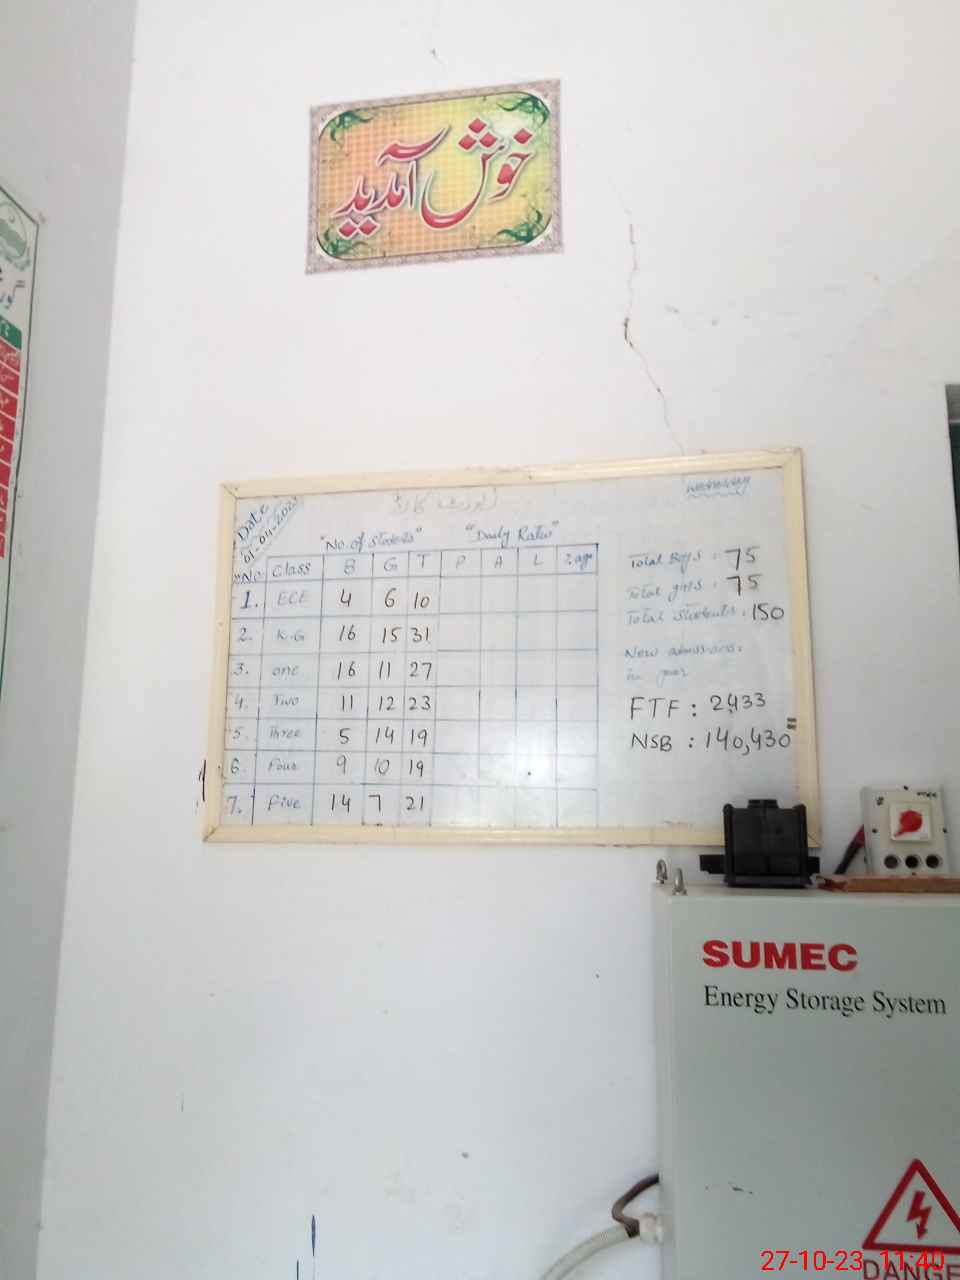 خوش آمدید
Wednesday
Date
01-04-2023
"No. of Students" "Daily Ratio"
No. Class B G T P A L %age
1. ECE 4 6 10
2. K.G 16 15 31
3. one 16 11 27
4. Two 11 12 23
5. Three 5 14 19
6. Four 9 10 19
7. Five 14 7 21
Total Boys : 75
Total girls : 75
Total Students : 150
New admissions:
FTF : 2433
NSB : 140,430
SUMEC
Energy Storage System
27-10-23 11:40